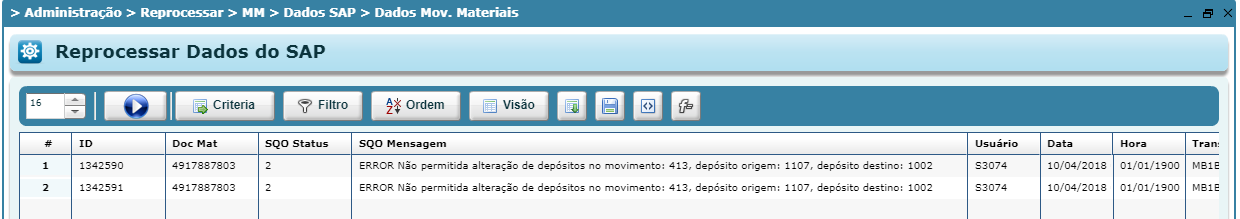 > Administração > Reprocessar > MM > Dados SAP > Dados Mov. Materiais
Reprocessar Dados do SAP
16 Criteria Filtro Ordem Visão
# ID Doc Mat SQO Status SQO Mensagem Usuário Data Hora Trans
1 1342590 4917887803 2 ERROR Não permitida alteração de depósitos no movimento: 413, depósito origem: 1107, depósito destino: 1002 S3074 10/04/2018 01/01/1900 MB1B
2 1342591 4917887803 2 ERROR Não permitida alteração de depósitos no movimento: 413, depósito origem: 1107, depósito destino: 1002 S3074 10/04/2018 01/01/1900 MB1B